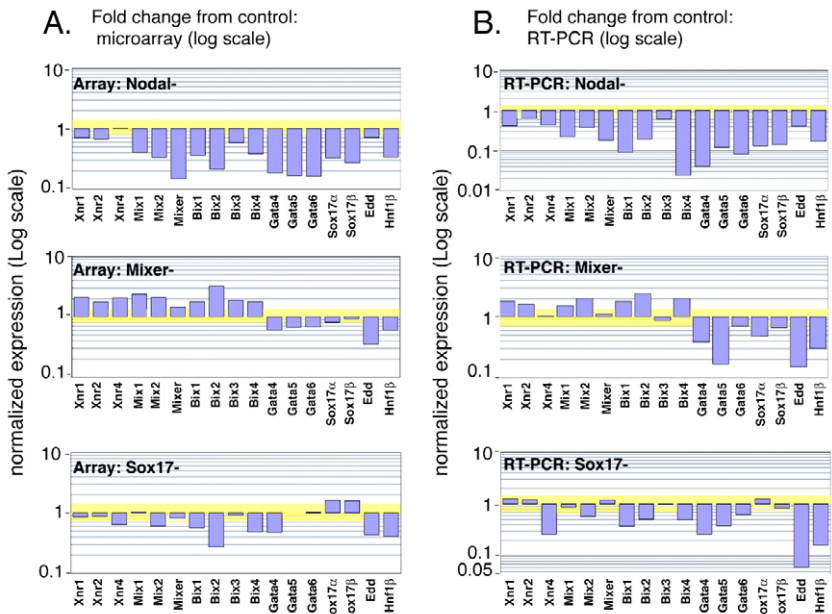 A. Fold change from control:
microarray (log scale)
B. Fold change from control:
RT-PCR (log scale)
normalized expression (Log scale)
10
Array: Nodal-
1
0.1
Xnr1 Xnr2 Xnr4 Mix1 Mix2 Mixer Bix1 Bix2 Bix3 Bix4 Gata4 Gata5 Gata6 Sox17α Sox17β Edd Hnf1β
10
Array: Mixer-
1
0.1
Xnr1 Xnr2 Xnr4 Mix1 Mix2 Mixer Bix1 Bix2 Bix3 Bix4 Gata4 Gata5 Gata6 Sox17α Sox17β Edd Hnf1β
10
Array: Sox17-
1
0.1
Xnr1 Xnr2 Xnr4 Mix1 Mix2 Mixer Bix1 Bix2 Bix3 Bix4 Gata4 Gata5 Gata6 ox17α ox17β Edd Hnf1β
normalized expression (Log scale)
10
RT-PCR: Nodal-
1
0.1
0.01
Xnr1 Xnr2 Xnr4 Mix1 Mix2 Mixer Bix1 Bix2 Bix3 Bix4 Gata4 Gata5 Gata6 Sox17α Sox17β Edd Hnf1β
10
RT-PCR: Mixer-
1
0.1
Xnr1 Xnr2 Xnr4 Mix1 Mix2 Mixer Bix1 Bix2 Bix3 Bix4 Gata4 Gata5 Gata6 Sox17α Sox17β Edd Hnf1β
10
RT-PCR: Sox17-
1
0.1
0.05
Xnr1 Xnr2 Xnr4 Mix1 Mix2 Mixer Bix1 Bix2 Bix3 Bix4 Gata4 Gata5 Gata6 ox17α ox17β Edd Hnf1β